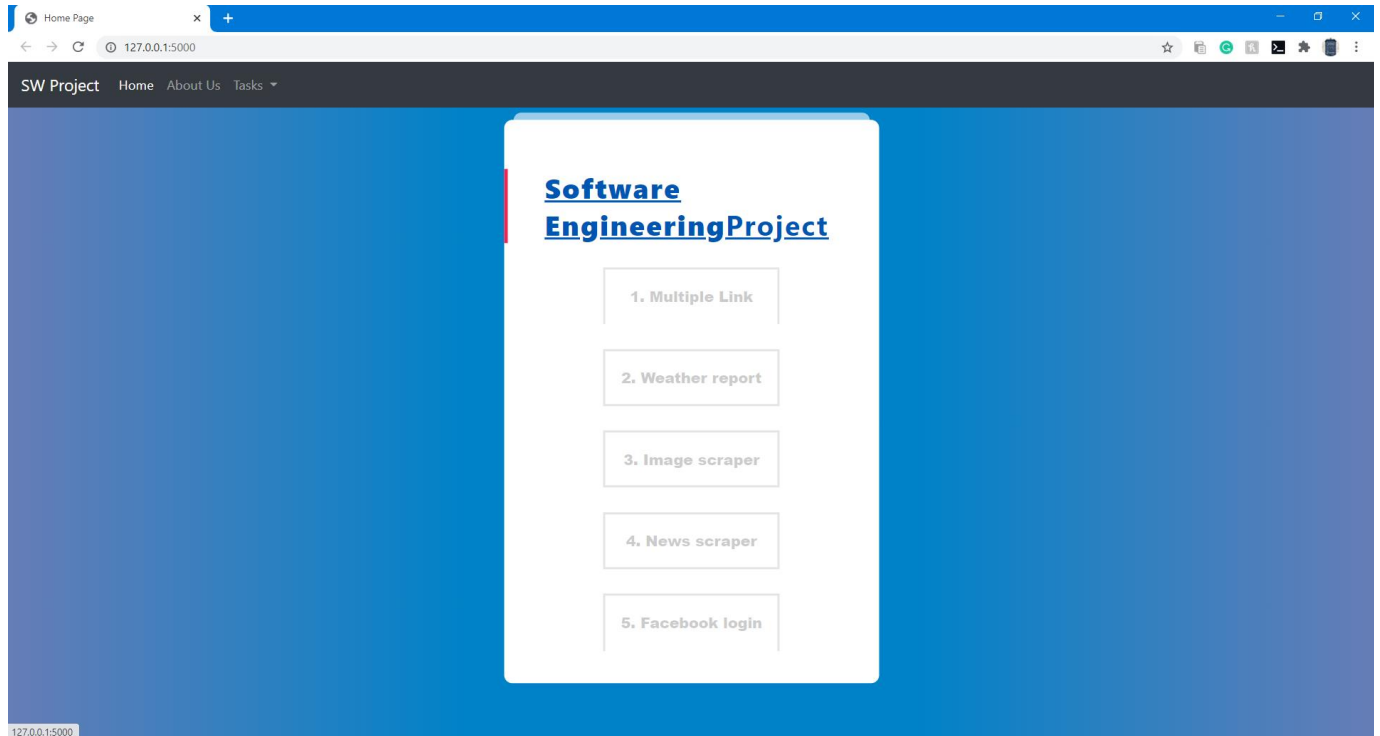 Home Page
127.0.0.1:5000
SW Project Home About Us Tasks
Software
EngineeringProject
1. Multiple Link
2. Weather report
3. Image scraper
4. News scraper
5. Facebook login
127.0.0.1:5000